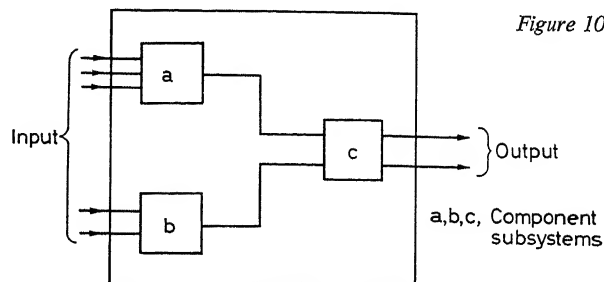 Figure 10
a
Input
c
Output
b
a,b,c, Component
subsystems